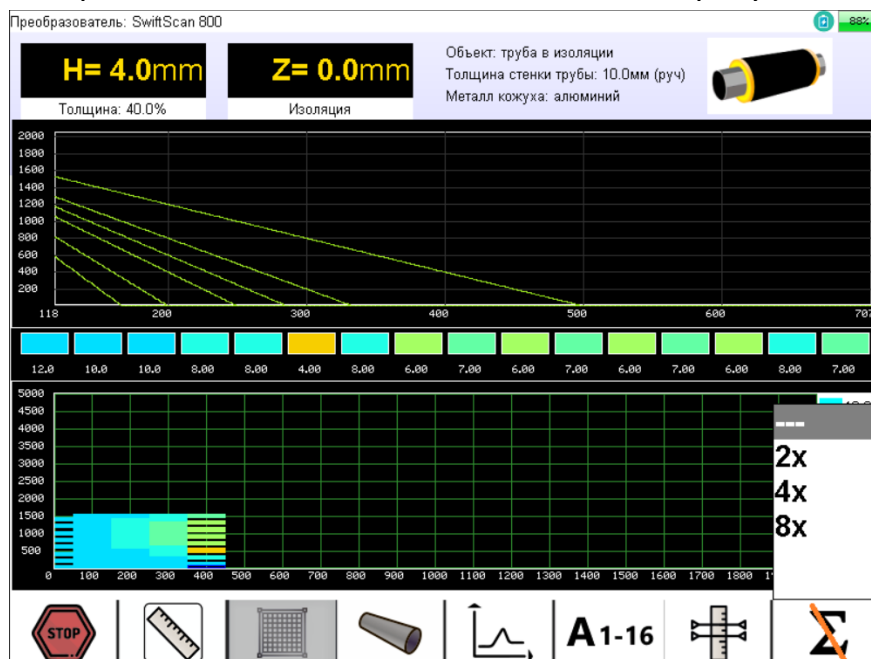 Преобразователь: SwiftScan 800
88%
H= 4.0mm
Толщина: 40.0%
Z= 0.0mm
Изоляция
Объект: труба в изоляции
Толщина стенки трубы: 10.0мм (руч)
Металл кожуха: алюминий
2000
1800
1600
1400
1200
1000
800
600
400
200
118 200 300 400 500 600 707
12.0 10.0 10.0 8.00 8.00 4.00 8.00 6.00 7.00 6.00 7.00 6.00 7.00 6.00 8.00 7.00
5000
4500
4000
3500
3000
2500
2000
1500
1000
500
0 100 200 300 400 500 600 700 800 900 1000 1100 1200 1300 1400 1500 1600 1700 1800
---
2x
4x
8x
STOP
A 1-16
Σ